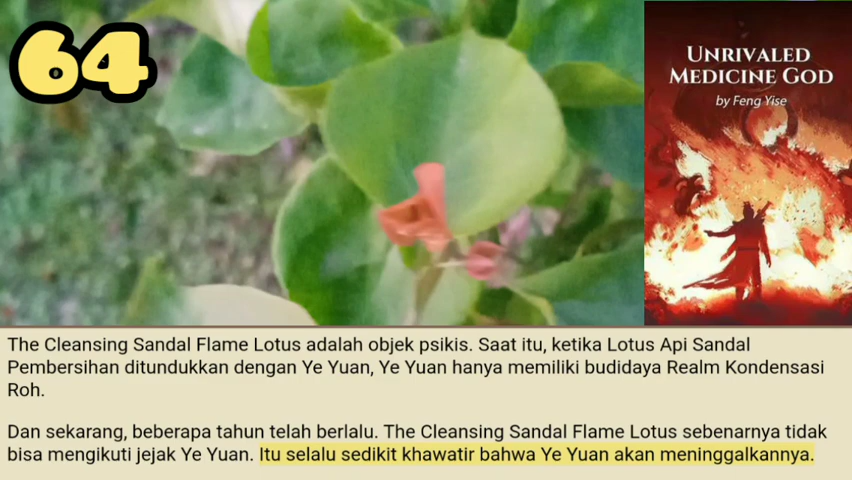 64
UNRIVALED
MEDICINE GOD
by Feng Yise
The Cleansing Sandal Flame Lotus adalah objek psikis. Saat itu, ketika Lotus Api Sandal
Pembersihan ditundukkan dengan Ye Yuan, Ye Yuan hanya memiliki budidaya Realm Kondensasi
Roh.
Dan sekarang, beberapa tahun telah berlalu. The Cleansing Sandal Flame Lotus sebenarnya tidak
bisa mengikuti jejak Ye Yuan. Itu selalu sedikit khawatir bahwa Ye Yuan akan meninggalkannya.